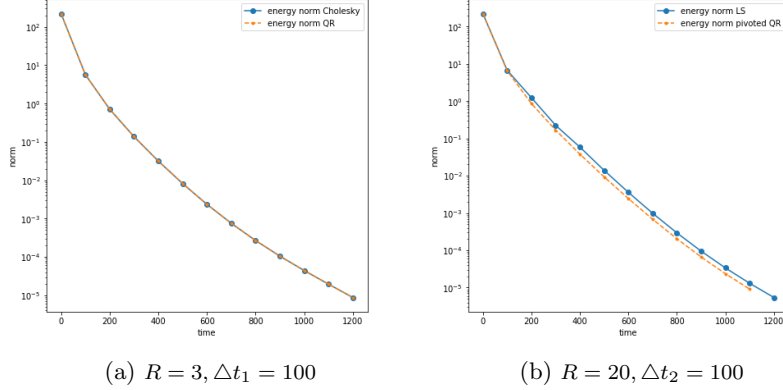 energy norm Cholesky
energy norm QR
10²
10¹
10⁰
10⁻¹
10⁻²
10⁻³
10⁻⁴
10⁻⁵
norm
0 200 400 600 800 1000 1200
time
(a) R = 3, △t₁ = 100
energy norm LS
energy norm pivoted QR
10²
10¹
10⁰
10⁻¹
10⁻²
10⁻³
10⁻⁴
10⁻⁵
norm
0 200 400 600 800 1000 1200
time
(b) R = 20, △t₂ = 100